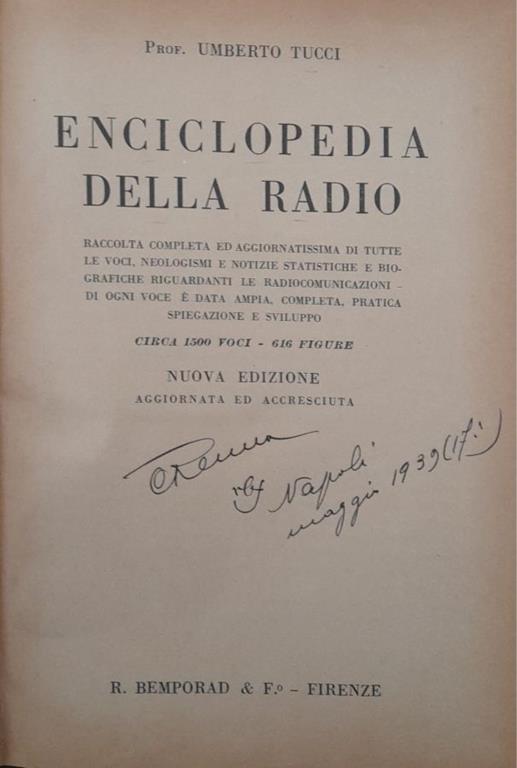 Prof. UMBERTO TUCCI
ENCICLOPEDIA
DELLA RADIO
RACCOLTA COMPLETA ED AGGIORNATISSIMA DI TUTTE
LE VOCI, NEOLOGISMI E NOTIZIE STATISTICHE E BIO-
GRAFICHE RIGUARDANTI LE RADIOCOMUNICAZIONI -
DI OGNI VOCE È DATA AMPIA, COMPLETA, PRATICA
SPIEGAZIONE E SVILUPPO
CIRCA 1500 VOCI - 616 FIGURE
NUOVA EDIZIONE
AGGIORNATA ED ACCRESCIUTA
Napoli
maggio 1939 (17°)
R. BEMPORAD & F.º - FIRENZE